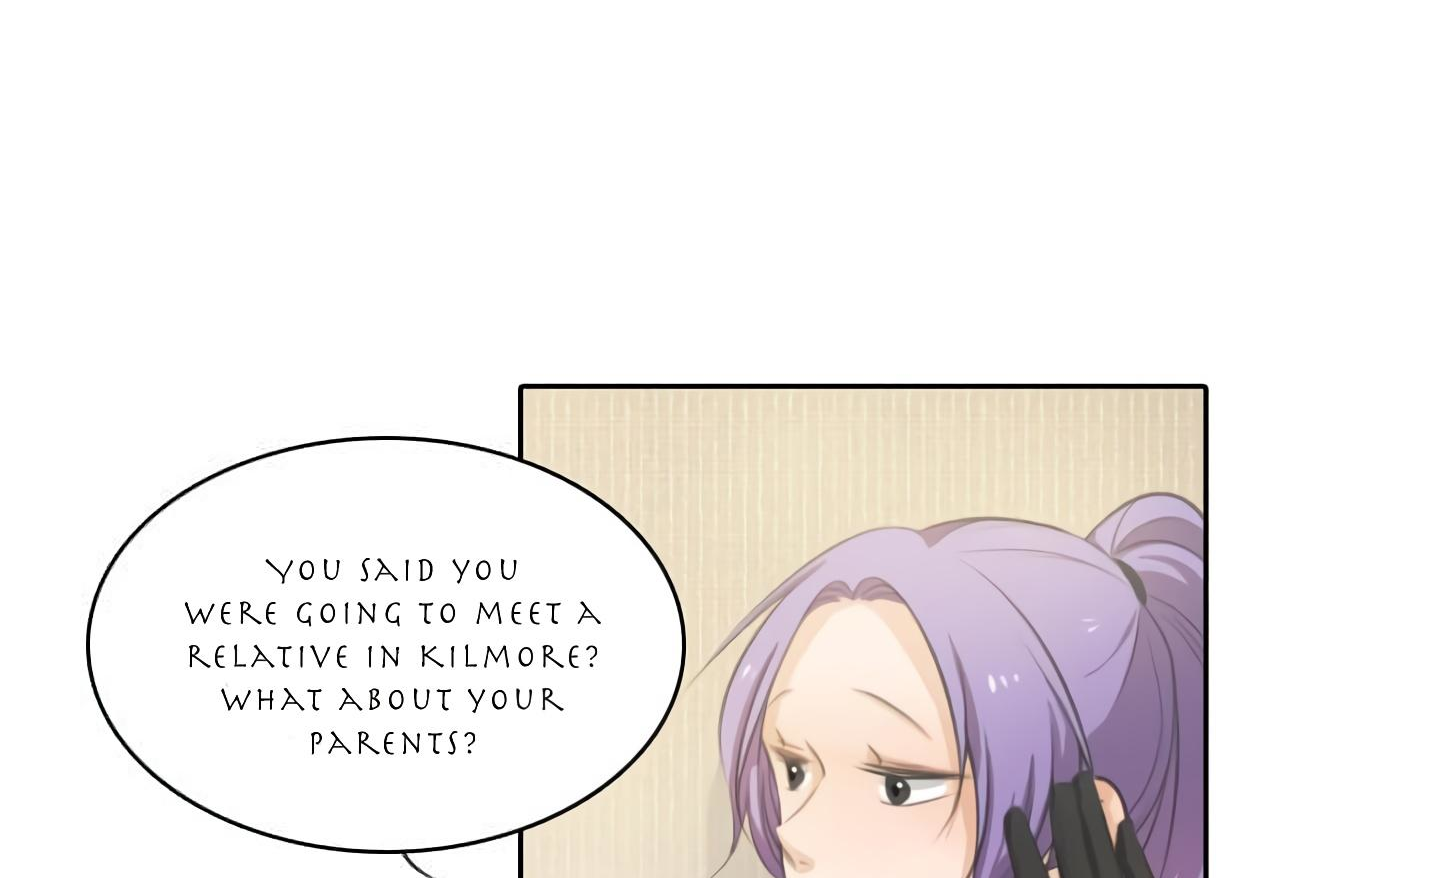 YOU SAID YOU
WERE GOING TO MEET A
RELATIVE IN KILMORE?
WHAT ABOUT YOUR
PARENTS?